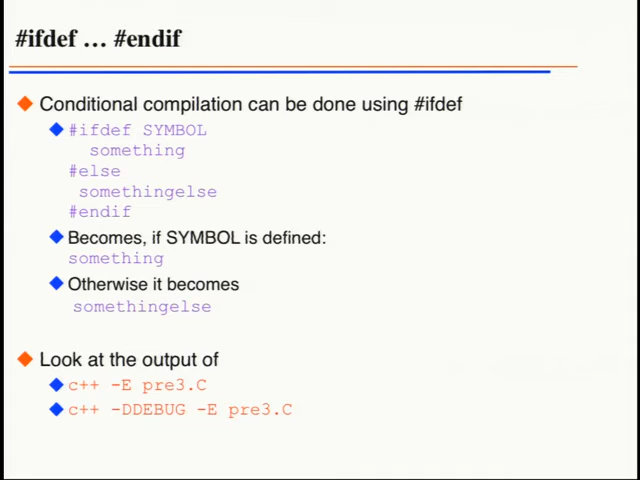 #ifdef … #endif
Conditional compilation can be done using #ifdef
#ifdef SYMBOL
something
#else
somethingelse
#endif
Becomes, if SYMBOL is defined:
something
Otherwise it becomes
somethingelse
Look at the output of
c++ -E pre3.C
c++ -DDEBUG -E pre3.C